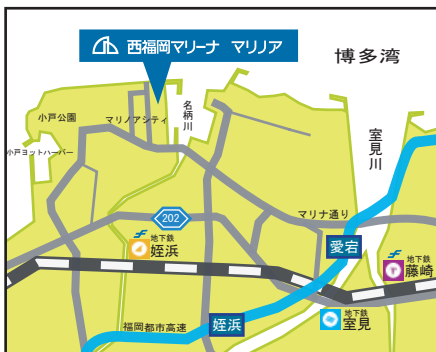 西福岡マリーナ マリノア
博多湾
小戸公園
マリノアシティ
名柄川
小戸ヨットハーバー
室見川
202
マリナ通り
愛宕
地下鉄
姪浜
地下鉄
藤崎
地下鉄
室見
姪浜
福岡都市高速